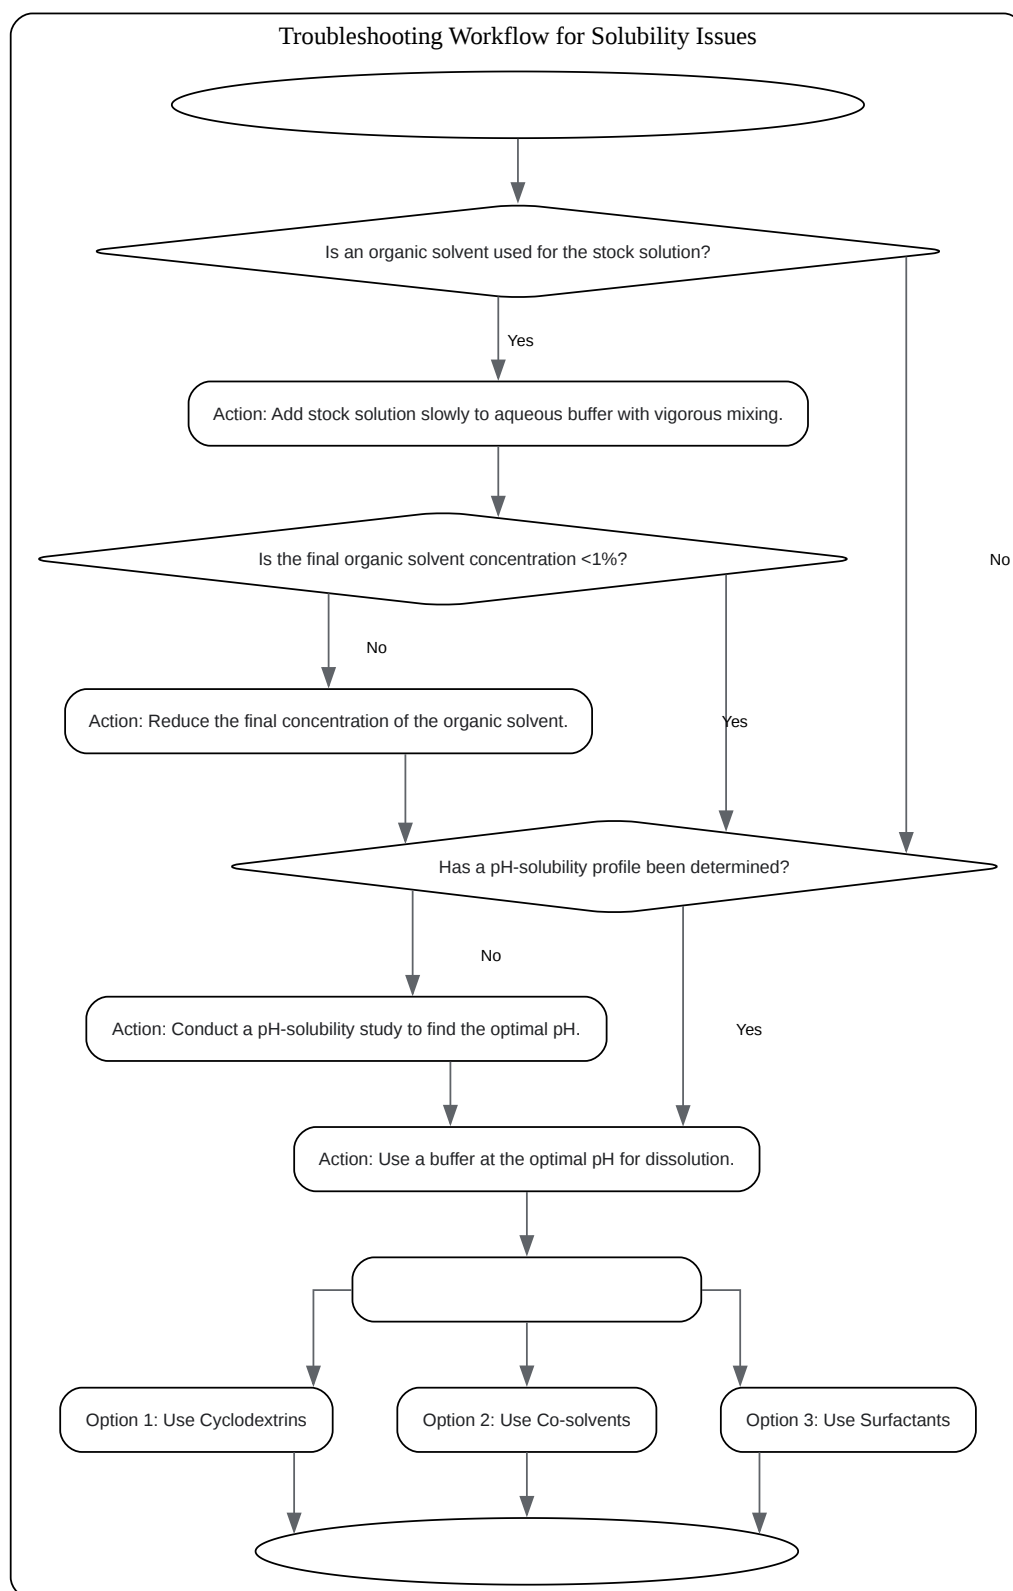 Troubleshooting Workflow for Solubility Issues
Is an organic solvent used for the stock solution?
Yes
Action: Add stock solution slowly to aqueous buffer with vigorous mixing.
Is the final organic solvent concentration <1%?
No
No
Action: Reduce the final concentration of the organic solvent.
Yes
Has a pH-solubility profile been determined?
No
Action: Conduct a pH-solubility study to find the optimal pH.
Yes
Action: Use a buffer at the optimal pH for dissolution.
Option 1: Use Cyclodextrins
Option 2: Use Co-solvents
Option 3: Use Surfactants